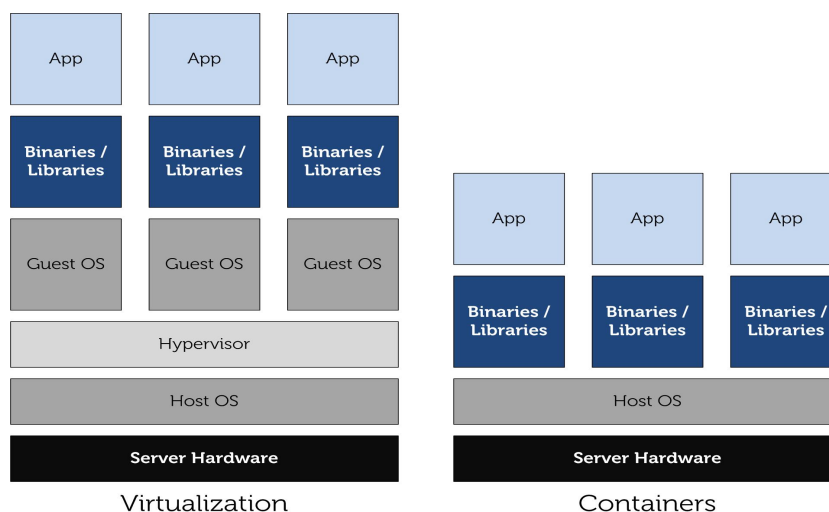 App
App
App
Binaries /
Libraries
Binaries /
Libraries
Binaries /
Libraries
Guest OS
Guest OS
Guest OS
Hypervisor
Host OS
Server Hardware
Virtualization
App
App
App
Binaries /
Libraries
Binaries /
Libraries
Binaries /
Libraries
Host OS
Server Hardware
Containers